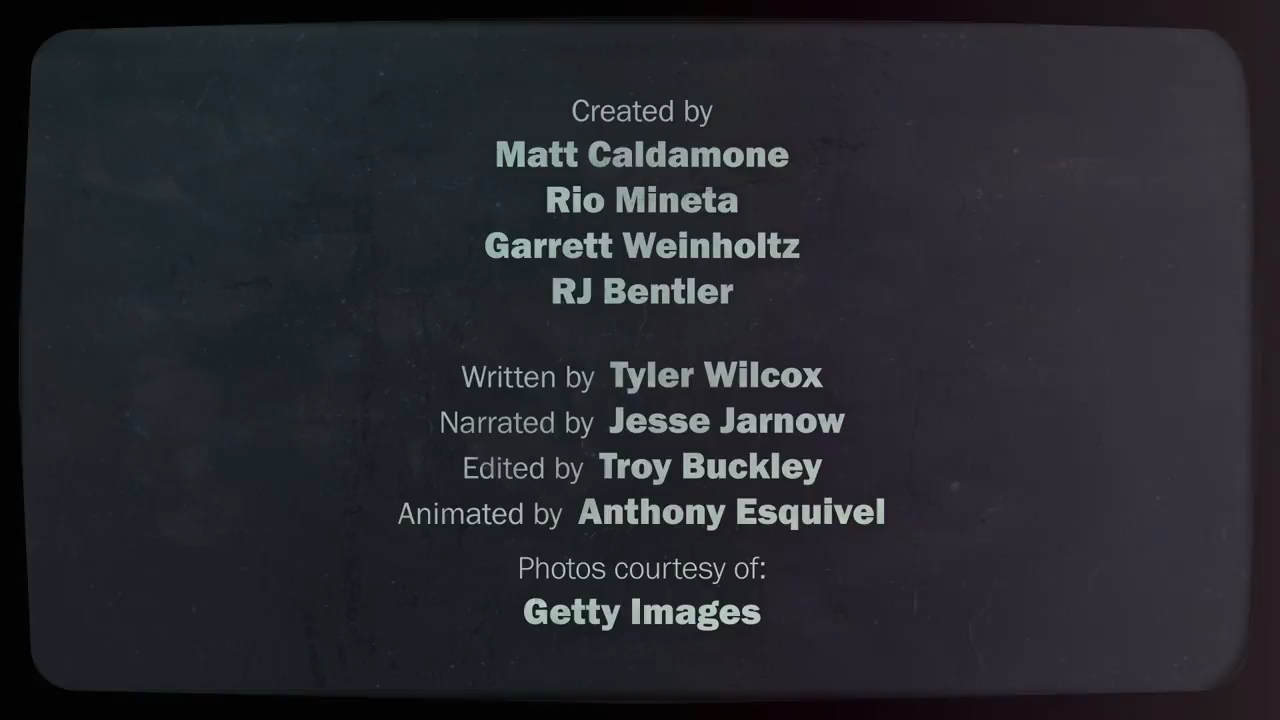 Created by
Matt Caldamone
Rio Mineta
Garrett Weinholtz
RJ Bentler
Written by Tyler Wilcox
Narrated by Jesse Jarnow
Edited by Troy Buckley
Animated by Anthony Esquivel
Photos courtesy of:
Getty Images